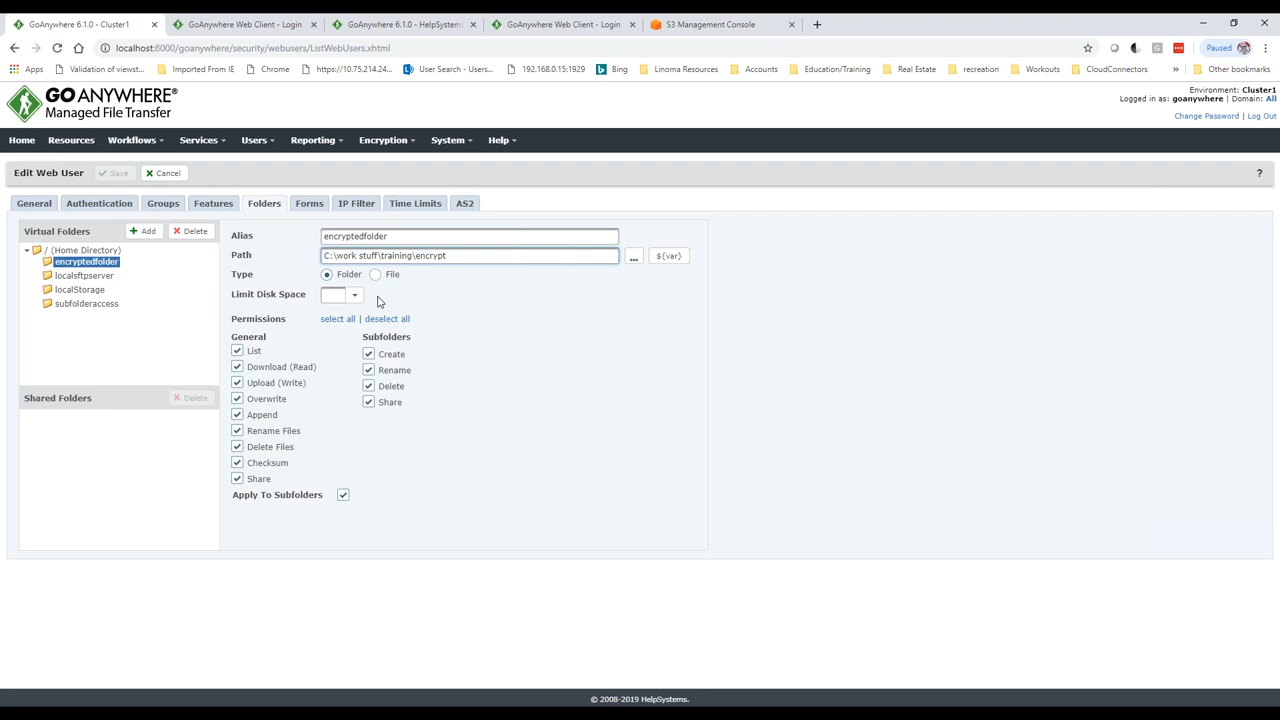 GoAnywhere 6.1.0 - Cluster1
GoAnywhere Web Client - Login
GoAnywhere 6.1.0 - HelpSystems
GoAnywhere Web Client - Login
S3 Management Console
localhost:8000/goanywhere/security/webusers/ListWebUsers.xhtml
Paused
Apps
Validation of viewst...
Imported From IE
Chrome
https://10.75.214.24...
User Search - Users...
192.168.0.15:1929
Bing
Linoma Resources
Accounts
Education/Training
Real Estate
recreation
Workouts
CloudConnectors
»
Other bookmarks
GO ANYWHERE®
Managed File Transfer
Environment: Cluster1
Logged in as: goanywhere | Domain: All
Change Password | Log Out
Home Resources Workflows Services Users Reporting Encryption System Help
Edit Web User Save Cancel ?
General Authentication Groups Features Folders Forms IP Filter Time Limits AS2
Virtual Folders Add Delete
/ (Home Directory)
encryptedfolder
localsftpserver
localStorage
subfolderaccess
Shared Folders Delete
Alias encryptedfolder
Path C:\work stuff\training\encrypt ... ${var}
Type Folder File
Limit Disk Space
Permissions select all | deselect all
General Subfolders
List Create
Download (Read) Rename
Upload (Write) Delete
Overwrite Share
Append
Rename Files
Delete Files
Checksum
Share
Apply To Subfolders
© 2008-2019 HelpSystems.